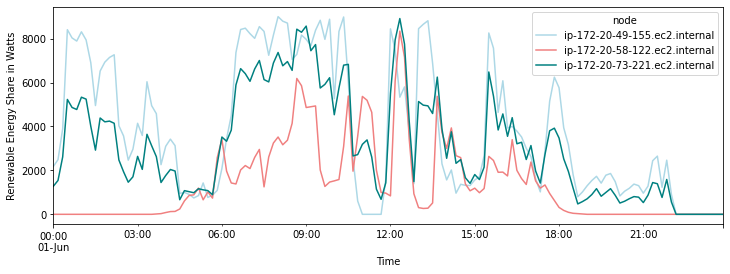 node
ip-172-20-49-155.ec2.internal
ip-172-20-58-122.ec2.internal
ip-172-20-73-221.ec2.internal
Renewable Energy Share in Watts
8000
6000
4000
2000
0
00:00
01-Jun
03:00
06:00
09:00
12:00
15:00
18:00
21:00
Time